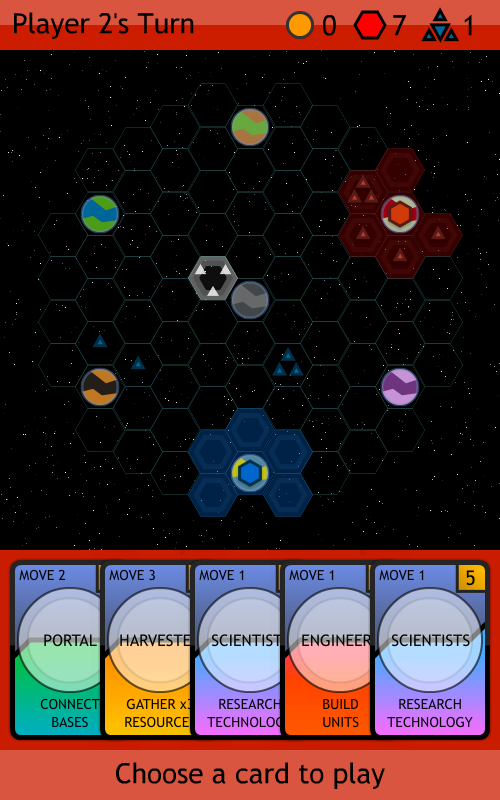 Player 2's Turn 0 7 1
MOVE 2
PORTAL
CONNECT
BASES
MOVE 3
HARVESTE
GATHER x3
RESOURCE
MOVE 1
SCIENTIST
RESEARCH
TECHNOLOG
MOVE 1
ENGINEER
BUILD
UNITS
MOVE 1 5
SCIENTISTS
RESEARCH
TECHNOLOGY
Choose a card to play